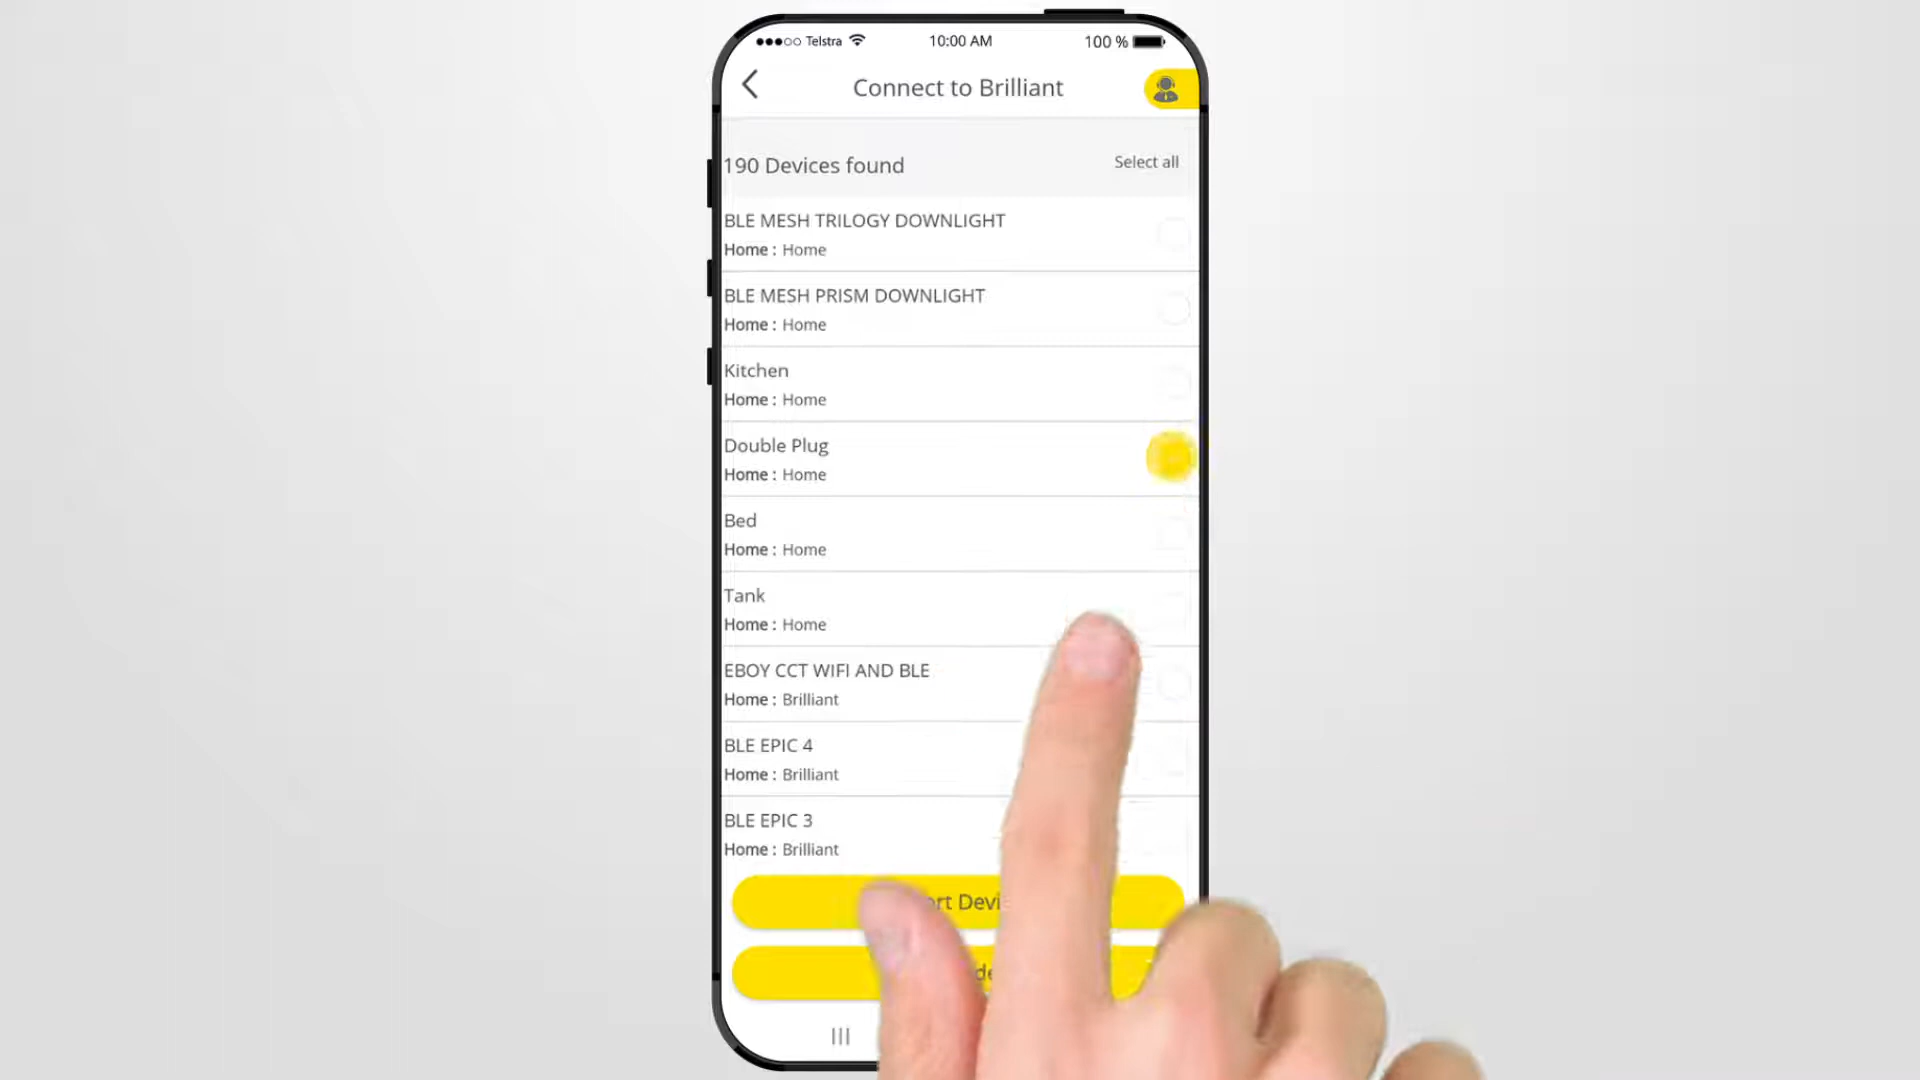 Telstra 10:00 AM 100 %
Connect to Brilliant
190 Devices found Select all
BLE MESH TRILOGY DOWNLIGHT
Home : Home
BLE MESH PRISM DOWNLIGHT
Home : Home
Kitchen
Home : Home
Double Plug
Home : Home
Bed
Home : Home
Tank
Home : Home
EBOY CCT WIFI AND BLE
Home : Brilliant
BLE EPIC 4
Home : Brilliant
BLE EPIC 3
Home : Brilliant